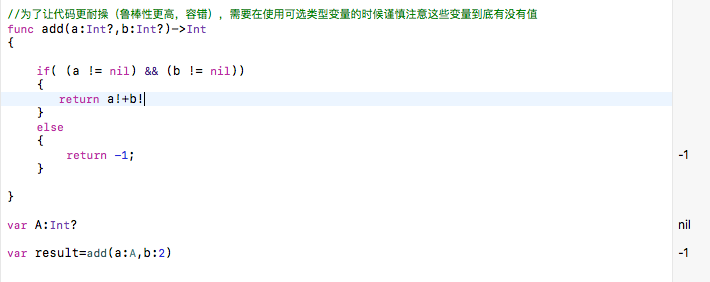 //为了让代码更耐操（鲁棒性更高，容错），需要在使用可选类型变量的时候谨慎注意这些变量到底有没有值
func add(a:Int?,b:Int?)->Int
{
if( (a != nil) && (b != nil))
{
return a!+b!
}
else
{
return -1; -1
}
}
var A:Int? nil
var result=add(a:A,b:2) -1